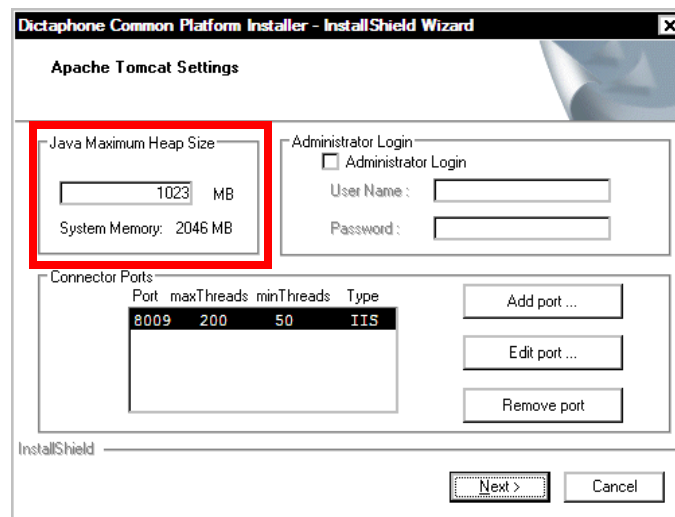 Dictaphone Common Platform Installer - InstallShield Wizard
Apache Tomcat Settings
Java Maximum Heap Size
1023 MB
System Memory: 2046 MB
Administrator Login
Administrator Login
User Name :
Password :
Connector Ports
Port maxThreads minThreads Type
8009 200 50 IIS
Add port ...
Edit port ...
Remove port
InstallShield
Next >
Cancel